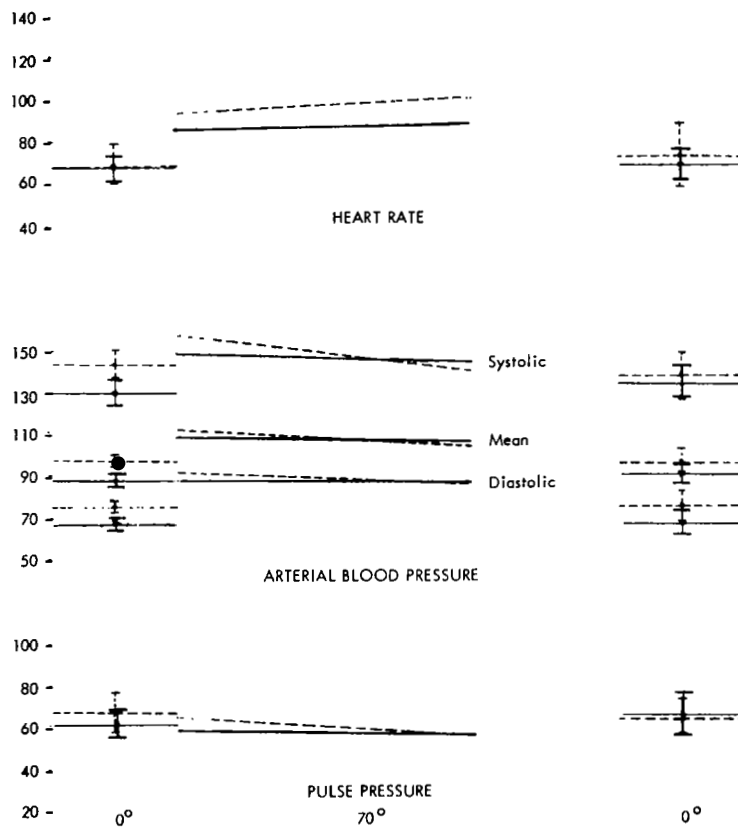 140 -
120 -
100 -
80 -
60 -
40 -
HEART RATE
150 -
130 -
110 -
90 -
70 -
50 -
Systolic
Mean
Diastolic
ARTERIAL BLOOD PRESSURE
100 -
80 -
60 -
40 -
20 -
PULSE PRESSURE
0° 70° 0°